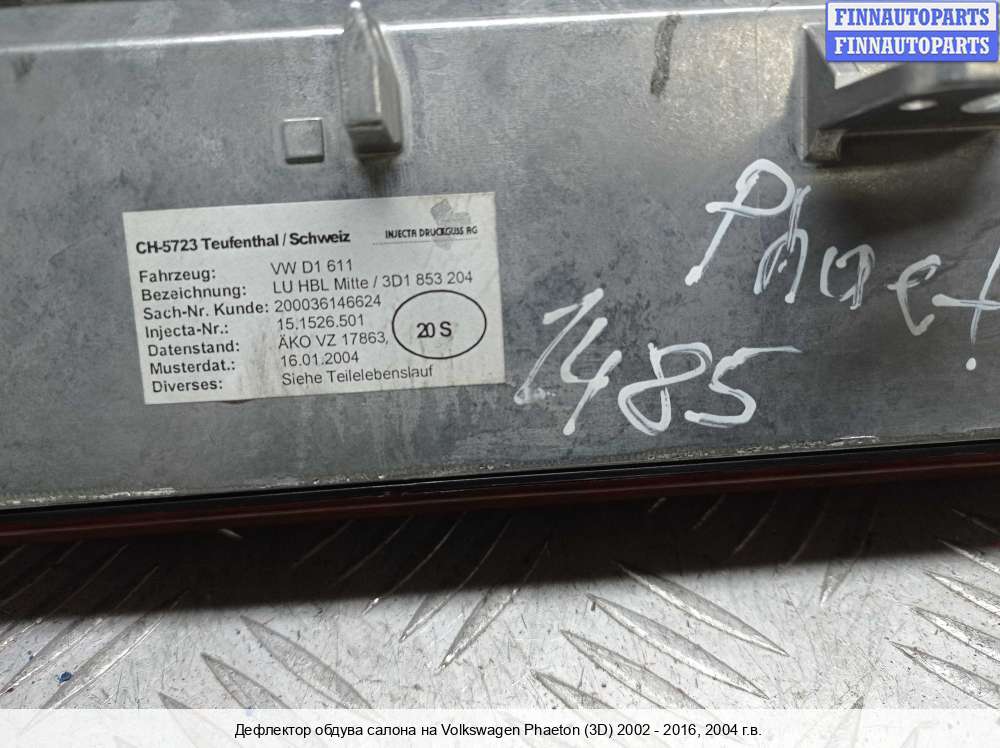 FINNAUTOPARTS
FINNAUTOPARTS
CH-5723 Teufenthal / Schweiz INJECTA DRUCKGUSS AG
Fahrzeug: VW D1 611
Bezeichnung: LU HBL Mitte / 3D1 853 204
Sach-Nr. Kunde: 200036146624
Injecta-Nr.: 15.1526.501
Datenstand: ÄKO VZ 17863,
Musterdat.: 16.01.2004
Diverses: Siehe Teilelebenslauf
20 S
Phaet
1485
Дефлектор обдува салона на Volkswagen Phaeton (3D) 2002 - 2016, 2004 г.в.